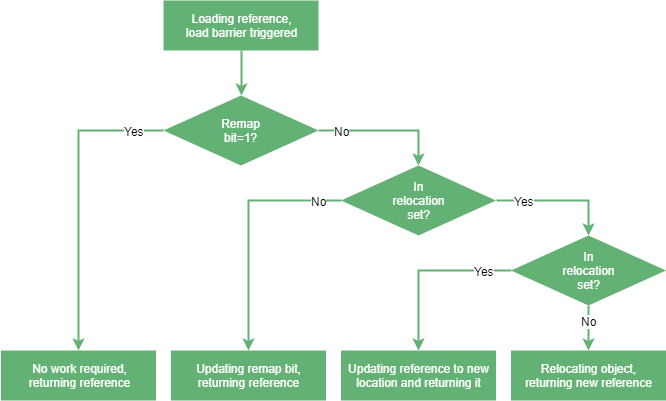 Loading reference,
load barrier triggered
Remap
bit=1?
Yes
No
In
relocation
set?
No
Yes
In
relocation
set?
Yes
No
No work required,
returning reference
Updating remap bit,
returning reference
Updating reference to new
location and returning it
Relocating object,
returning new reference